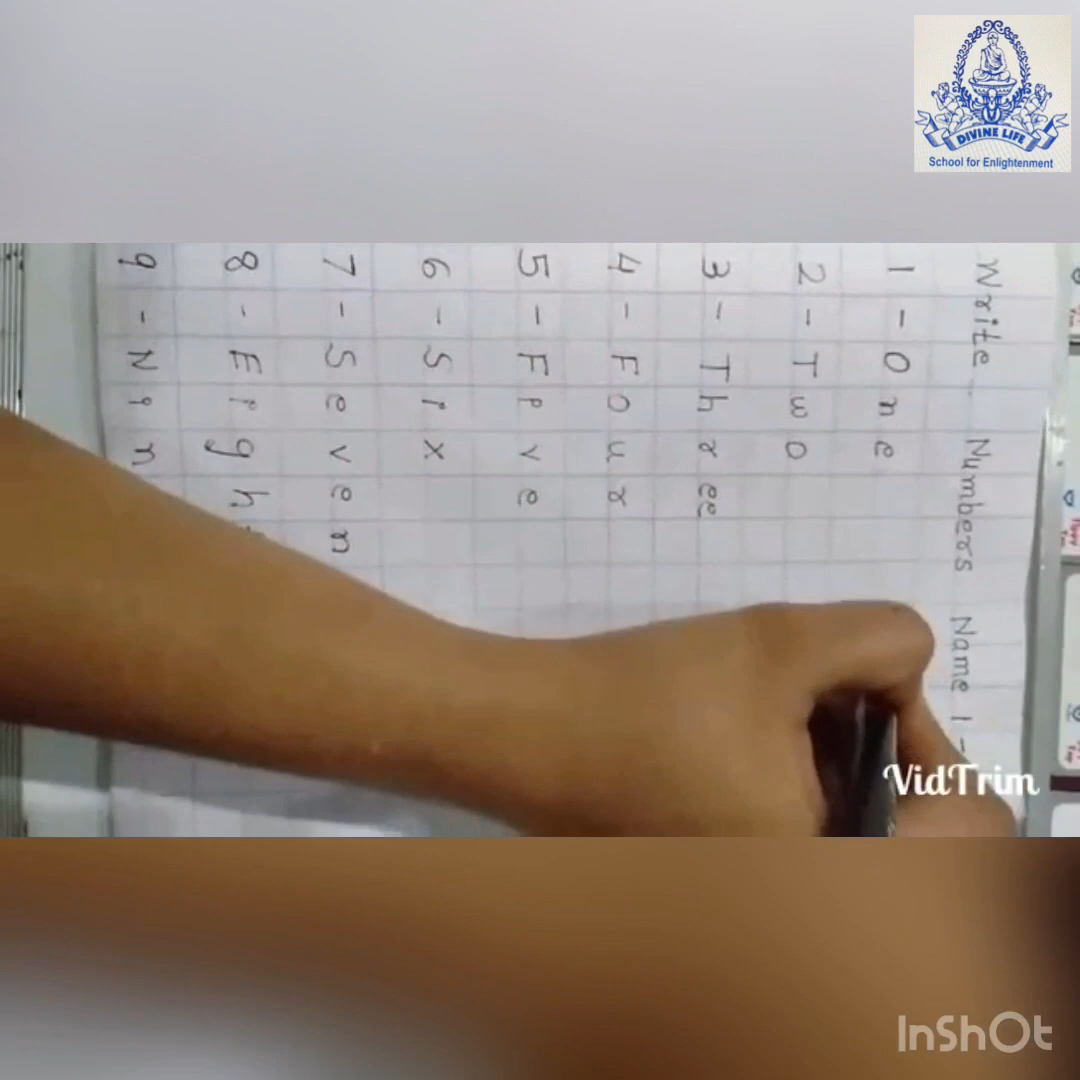 DIVINE LIFE
School for Enlightenment
Write Numbers Name 1-
1 - One
2 - Two
3 - Three
4 - Four
5 - Five
6 - Six
7 - Seven
8 - Eigh
9 - Nin
VidTrim
InShOt